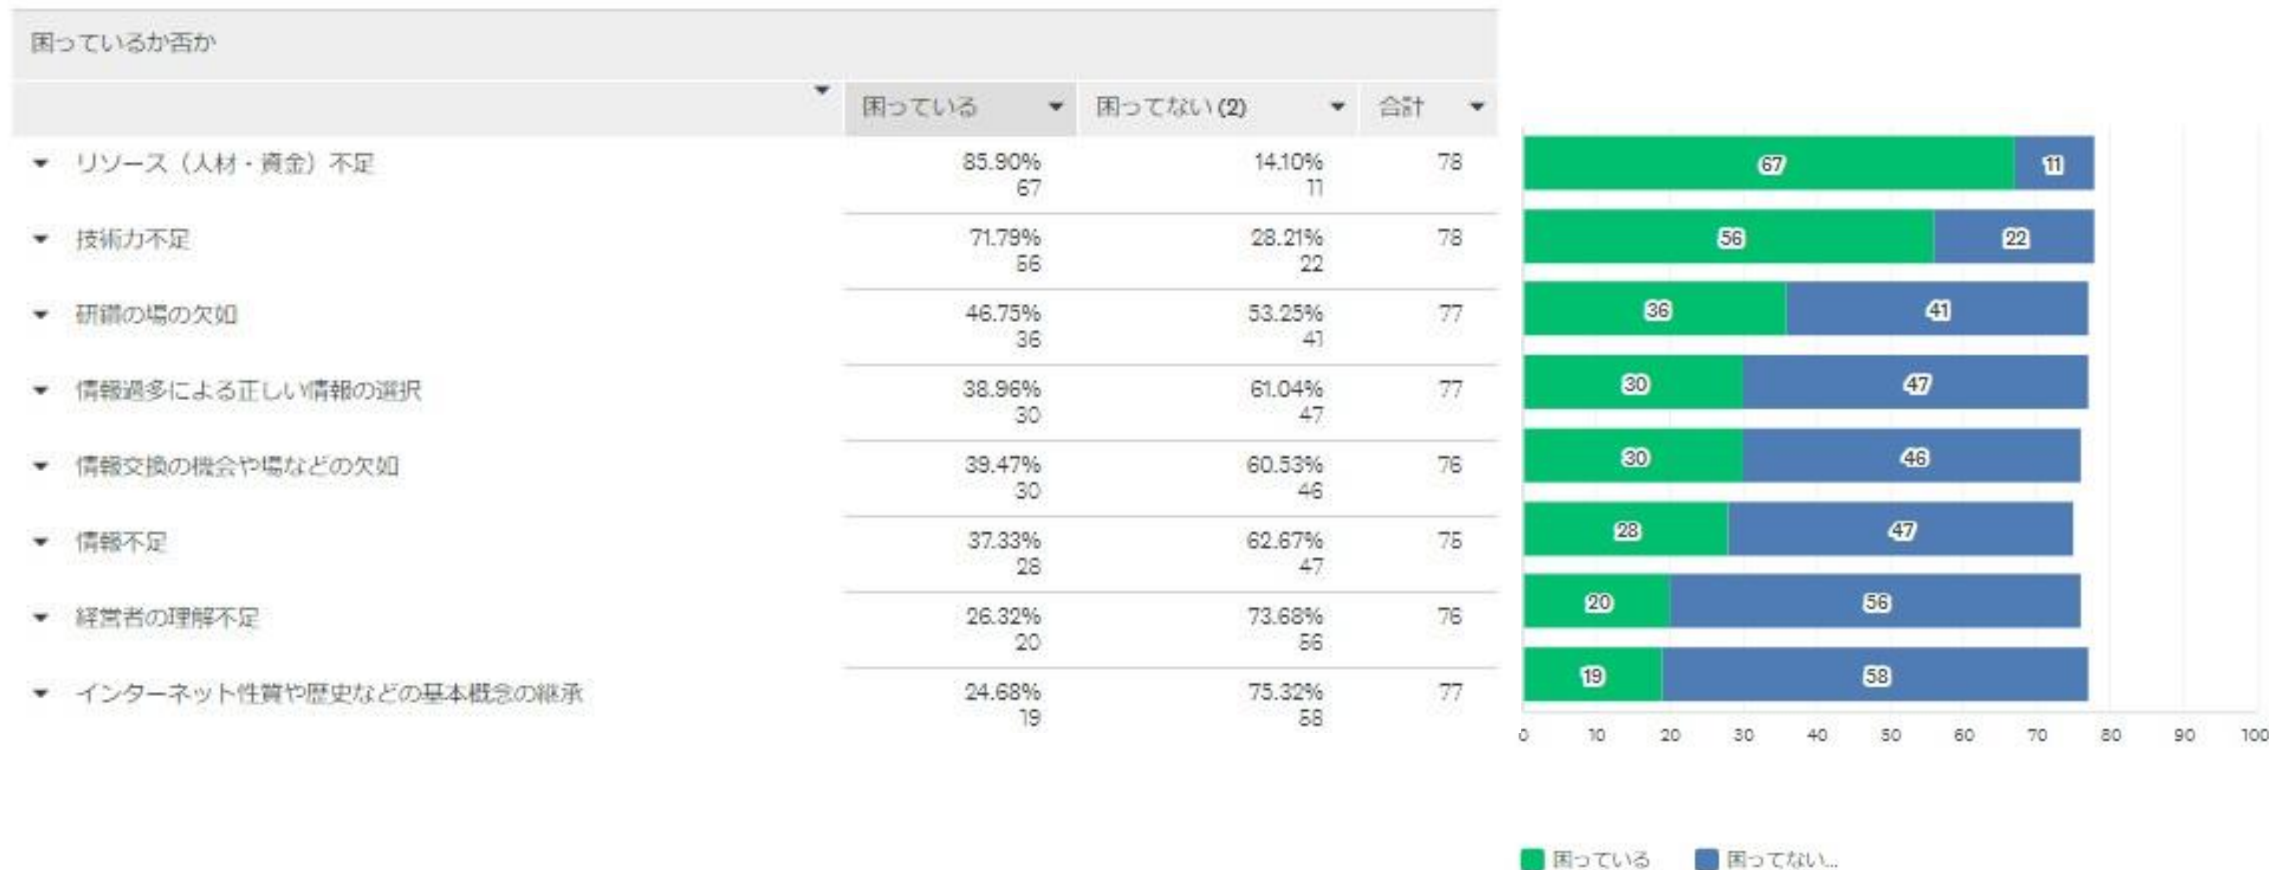 困っているか否か
困っている 困ってない (2) 合計
リソース（人材・資金）不足 85.90% 14.10% 78
67 11
技術力不足 71.79% 28.21% 78
56 22
研鑽の場の欠如 46.75% 53.25% 77
36 41
情報過多による正しい情報の選択 38.96% 61.04% 77
30 47
情報交換の機会や場などの欠如 39.47% 60.53% 76
30 46
情報不足 37.33% 62.67% 75
28 47
経営者の理解不足 26.32% 73.68% 76
20 56
インターネット性質や歴史などの基本概念の継承 24.68% 75.32% 77
19 58
67 11
56 22
36 41
30 47
30 46
28 47
20 56
19 58
0 10 20 30 40 50 60 70 80 90 100
困っている 困ってない...